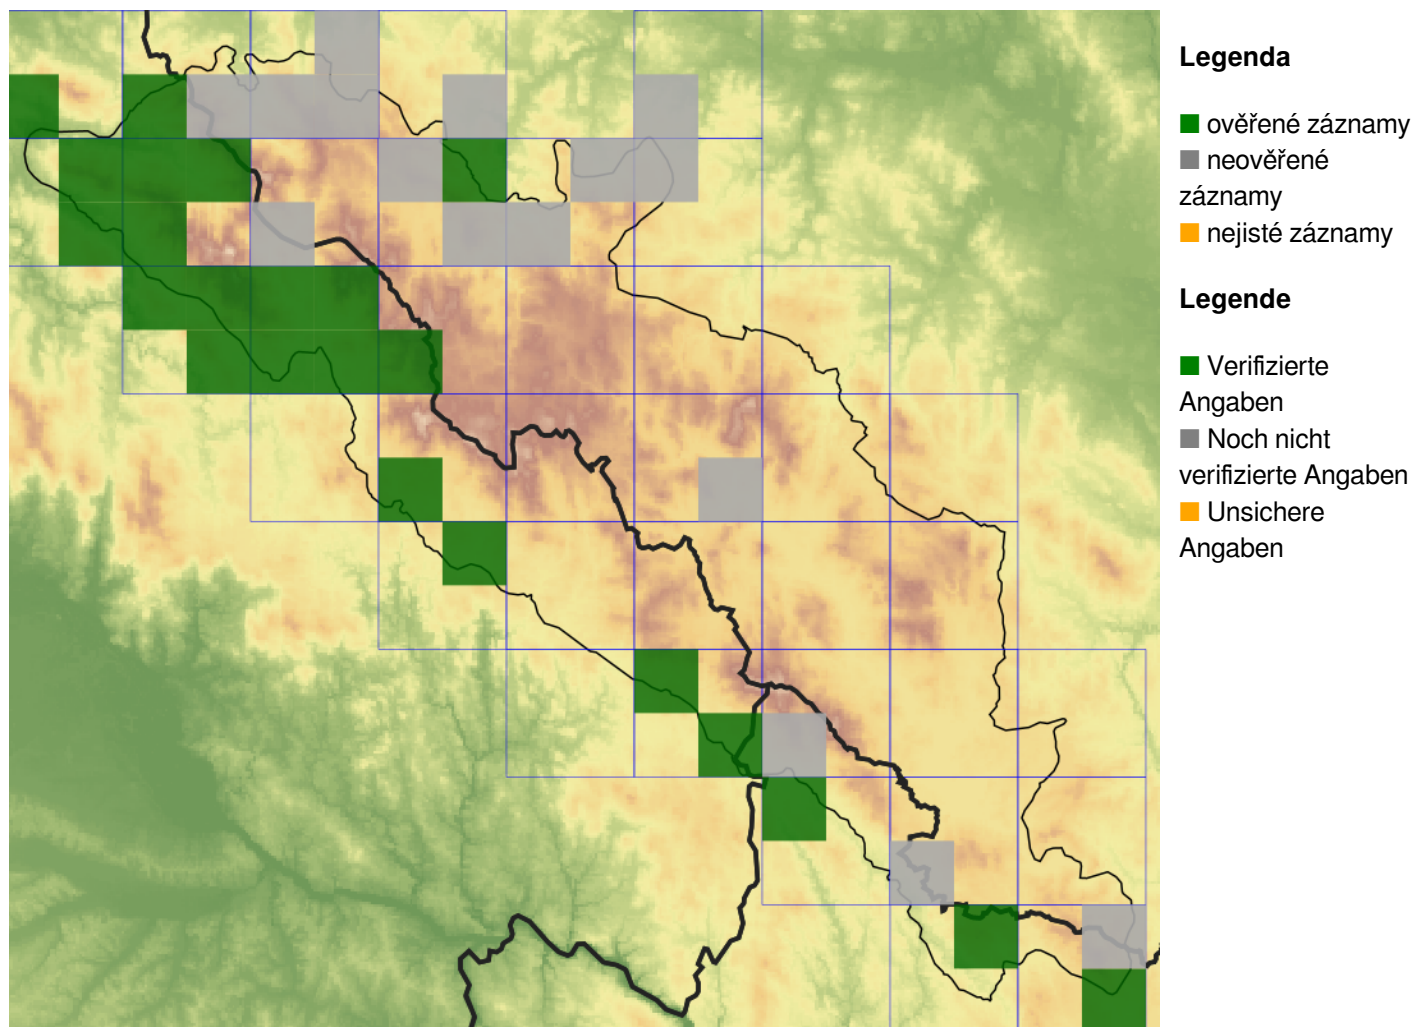 Legenda
ověřené záznamy
neověřené
záznamy
nejisté záznamy
Legende
Verifizierte
Angaben
Noch nicht
verifizierte Angaben
Unsichere
Angaben